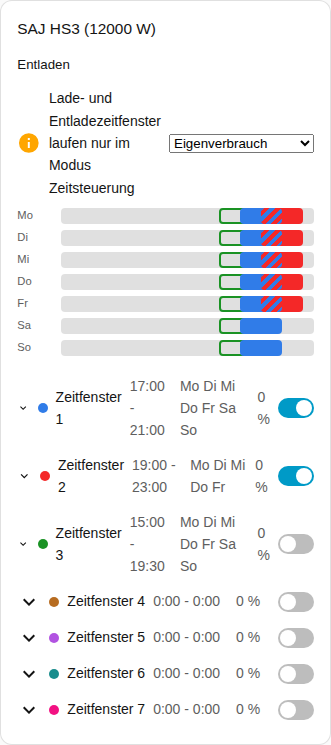 SAJ HS3 (12000 W)
Entladen
Lade- und
Entladezeitfenster
laufen nur im
Modus
Zeitsteuerung
Eigenverbrauch
Mo
Di
Mi
Do
Fr
Sa
So
Zeitfenster
1
17:00
-
21:00
Mo Di Mi
Do Fr Sa
So
0
%
Zeitfenster
2
19:00 -
23:00
Mo Di Mi
Do Fr
0
%
Zeitfenster
3
15:00
-
19:30
Mo Di Mi
Do Fr Sa
So
0
%
Zeitfenster 4 0:00 - 0:00 0 %
Zeitfenster 5 0:00 - 0:00 0 %
Zeitfenster 6 0:00 - 0:00 0 %
Zeitfenster 7 0:00 - 0:00 0 %